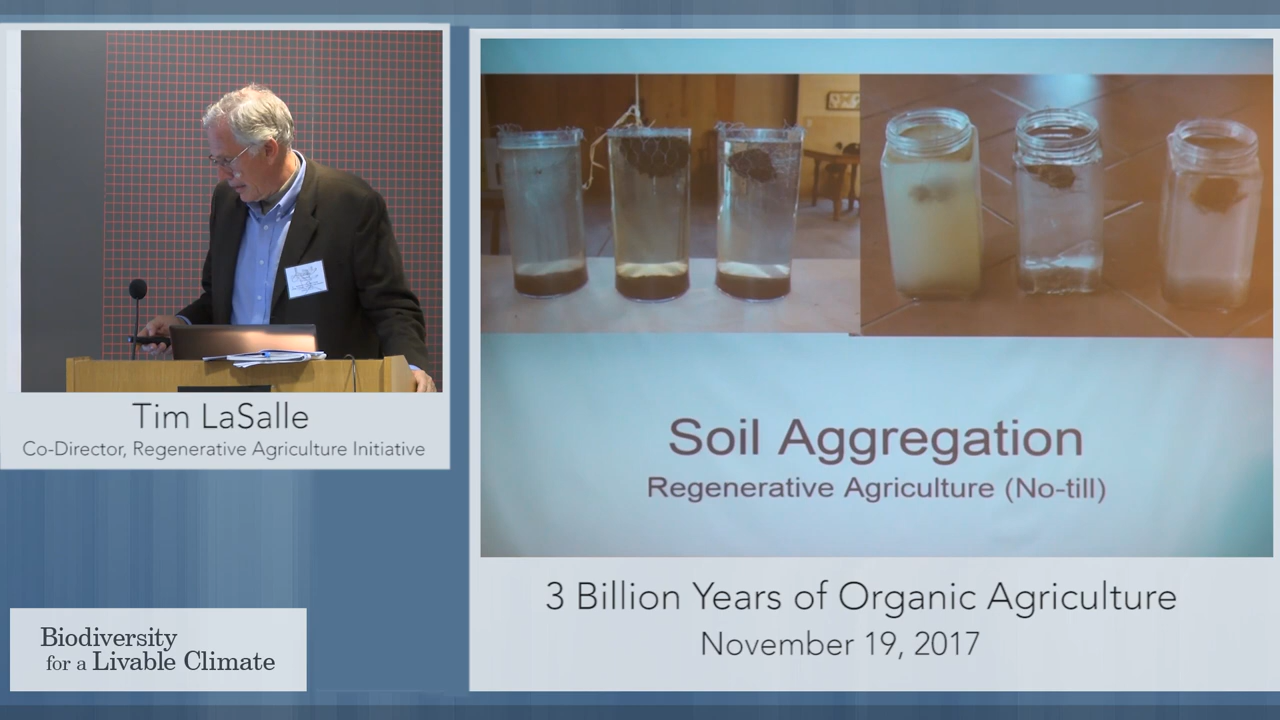 Tim LaSalle
Co-Director, Regenerative Agriculture Initiative
Soil Aggregation
Regenerative Agriculture (No-till)
3 Billion Years of Organic Agriculture
November 19, 2017
Biodiversity
for a Livable Climate